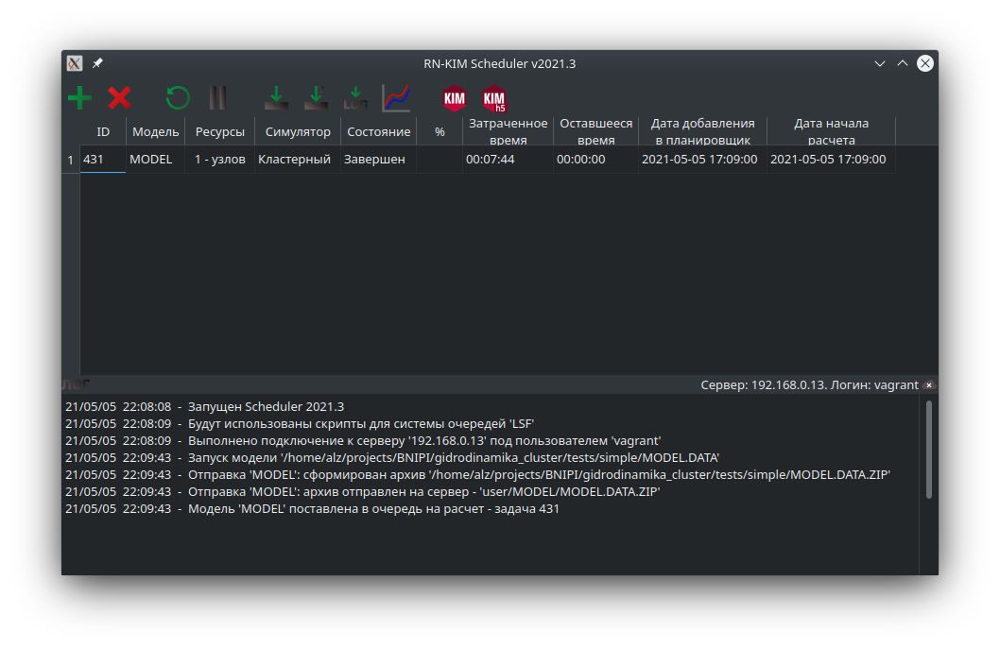 RN-KIM Scheduler v2021.3
LOG
KIM
KIM
h5
ID Модель Ресурсы Симулятор Состояние % Затраченное время Оставшееся время Дата добавления в планировщик Дата начала расчета
1 431 MODEL 1 - узлов Кластерный Завершен 00:07:44 00:00:00 2021-05-05 17:09:00 2021-05-05 17:09:00
Лог
Сервер: 192.168.0.13. Логин: vagrant
21/05/05 22:08:08 - Запущен Scheduler 2021.3
21/05/05 22:08:09 - Будут использованы скрипты для системы очередей 'LSF'
21/05/05 22:08:09 - Выполнено подключение к серверу '192.168.0.13' под пользователем 'vagrant'
21/05/05 22:09:43 - Запуск модели '/home/alz/projects/BNIPI/gidrodinamika_cluster/tests/simple/MODEL.DATA'
21/05/05 22:09:43 - Отправка 'MODEL': сформирован архив '/home/alz/projects/BNIPI/gidrodinamika_cluster/tests/simple/MODEL.DATA.ZIP'
21/05/05 22:09:43 - Отправка 'MODEL': архив отправлен на сервер - 'user/MODEL/MODEL.DATA.ZIP'
21/05/05 22:09:43 - Модель 'MODEL' поставлена в очередь на расчет - задача 431